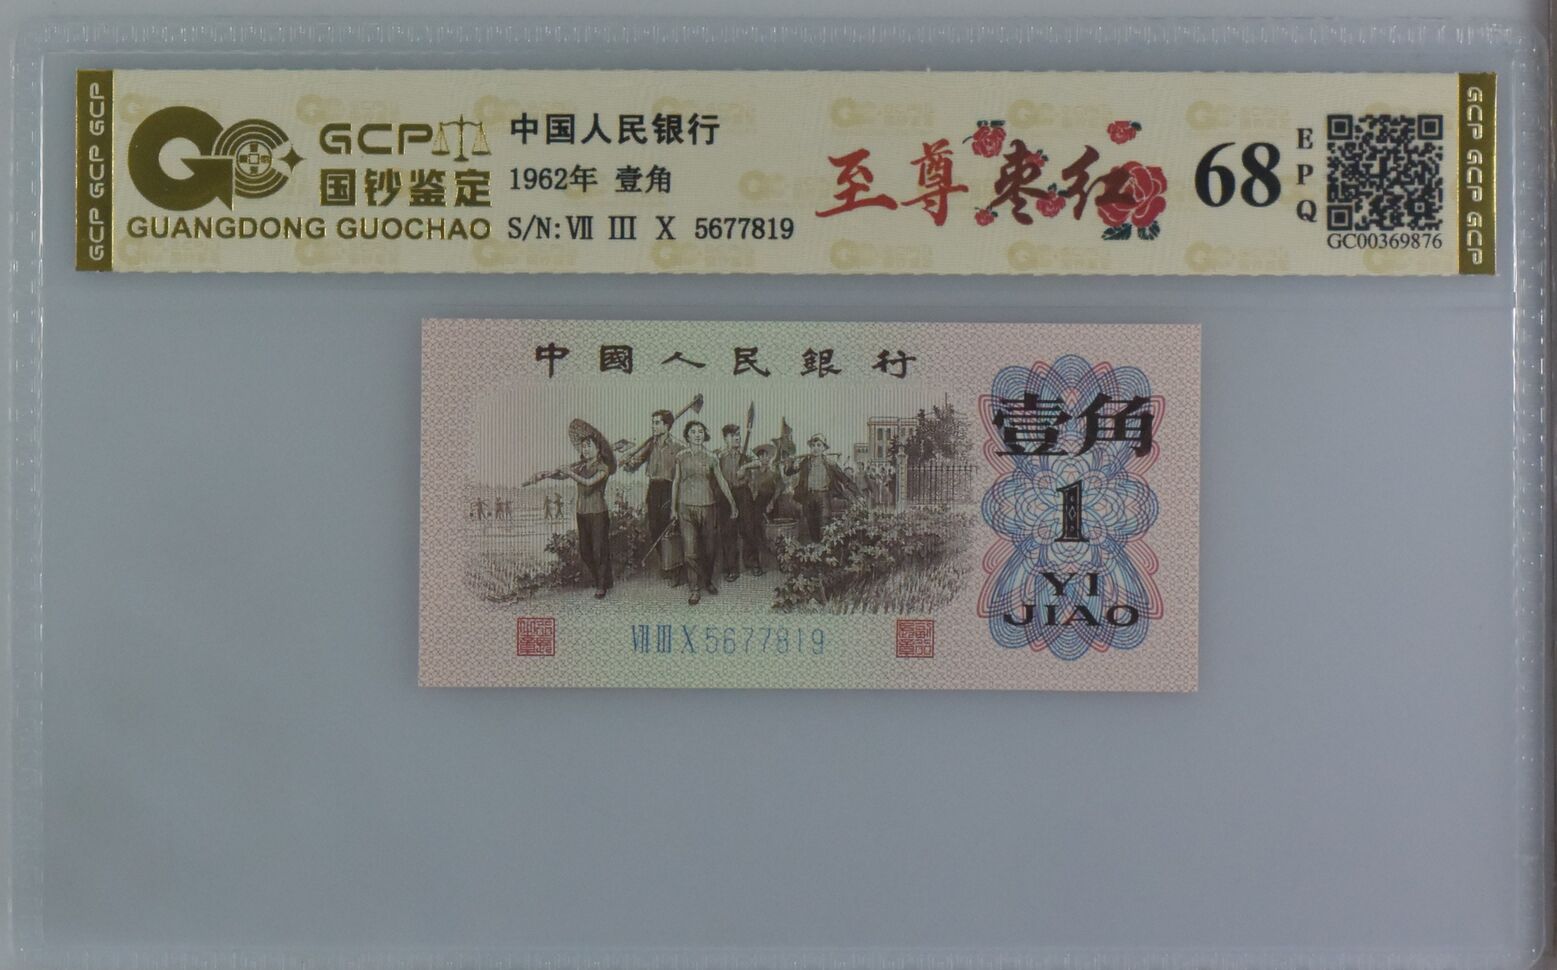 GCP GCP GCP
GCP
国钞鉴定
GUANGDONG GUOCHAO
中国人民银行
1962年 壹角
S/N: Ⅶ Ⅲ X 5677819
至尊枣红
68
EPQ
GC00369876
GCP GCP GCP
中國人民銀行
壹角
1
YI
JIAO
Ⅶ Ⅲ X 5677819